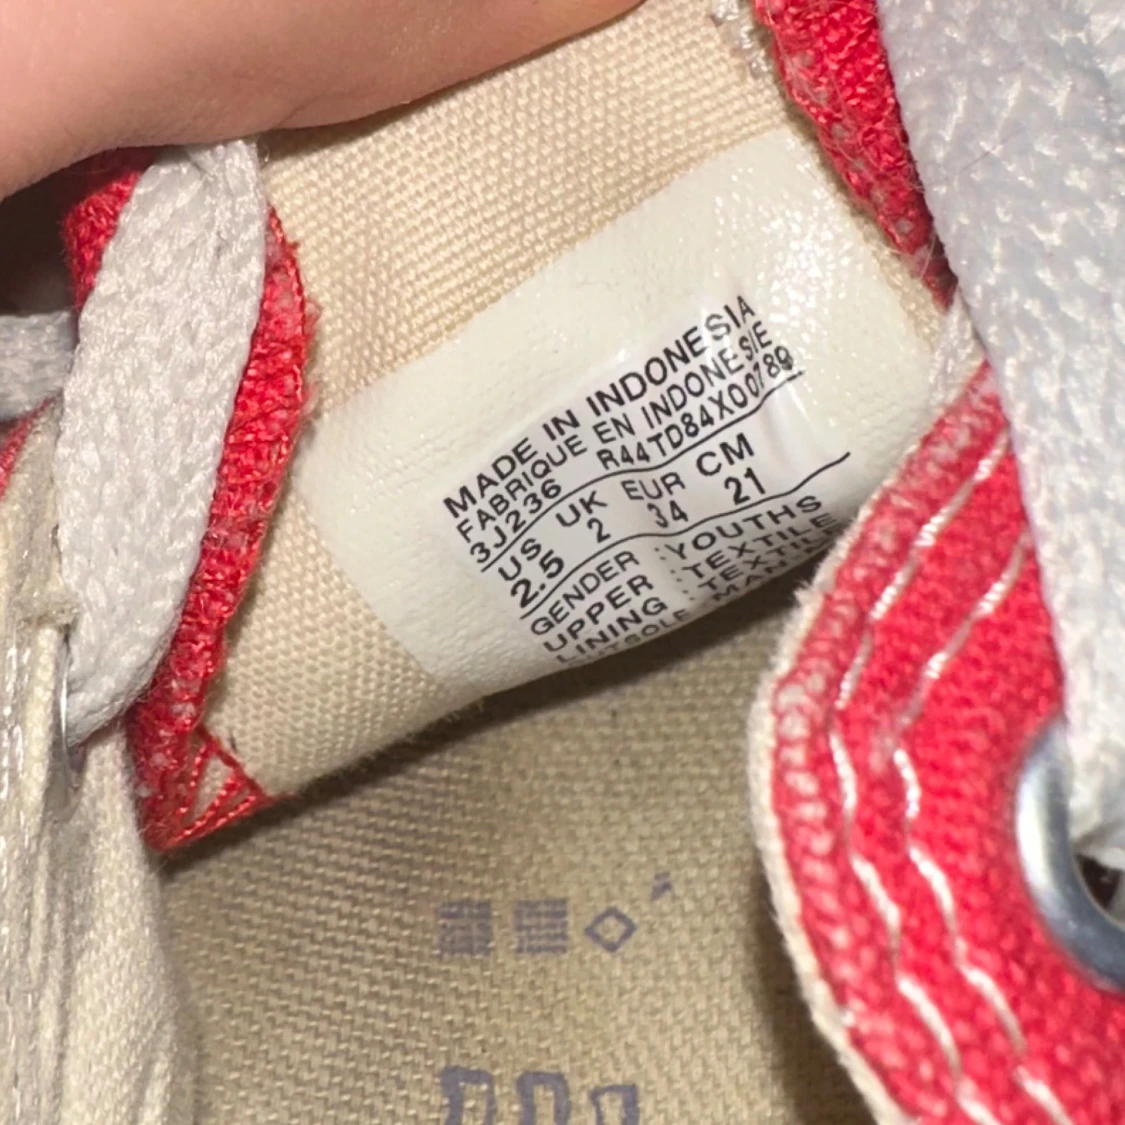 MADE IN INDONESIA
FABRIQUE EN INDONESIE
3J236 R44TD84X00789
US UK EUR CM
2.5 2 34 21
GENDER : YOUTHS
UPPER : TEXTILE
LINING : TEXTILE
OUTSOLE